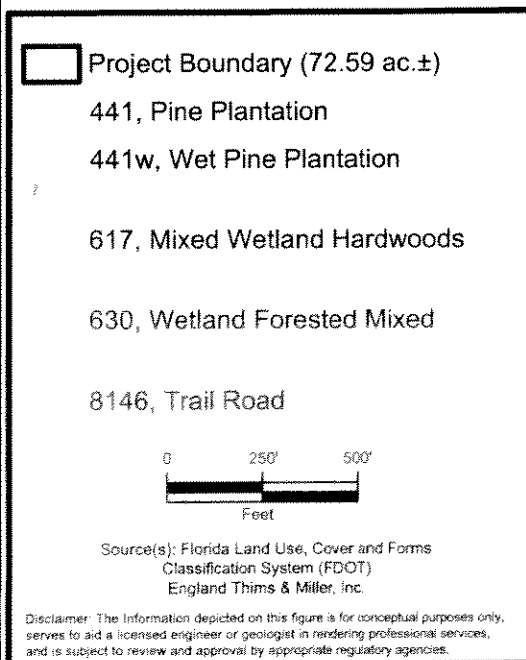 Project Boundary (72.59 ac.±)
441, Pine Plantation
441w, Wet Pine Plantation
617, Mixed Wetland Hardwoods
630, Wetland Forested Mixed
8146, Trail Road
0 250' 500'
Feet
Source(s): Florida Land Use, Cover and Forms
Classification System (FDOT)
England Thims & Miller, Inc.
Disclaimer: The Information depicted on this figure is for conceptual purposes only,
serves to aid a licensed engineer or geologist in rendering professional services,
and is subject to review and approval by appropriate regulatory agencies.